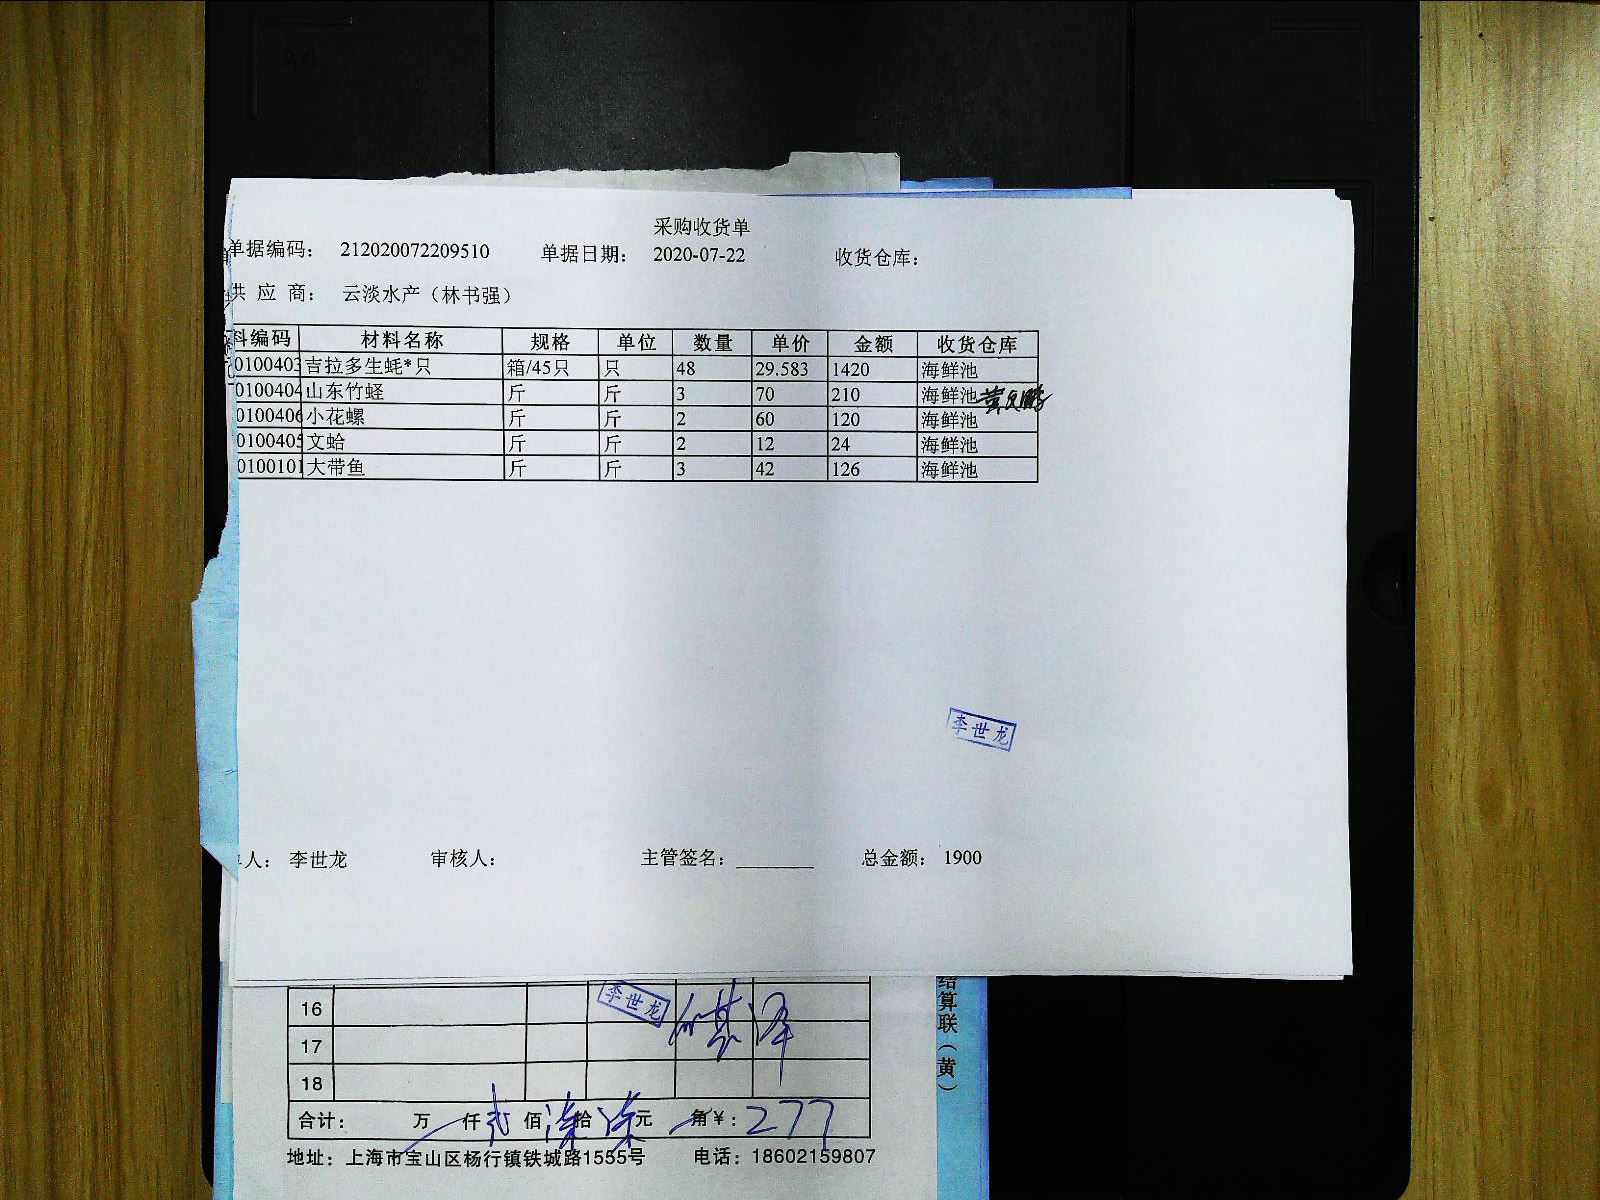 采购收货单
单据编码： 212020072209510 单据日期： 2020-07-22 收货仓库：
供 应 商： 云淡水产（林书强）
料编码 材料名称 规格 单位 数量 单价 金额 收货仓库
0100403 吉拉多生蚝*只 箱/45只 只 48 29.583 1420 海鲜池
0100404 山东竹蛏 斤 斤 3 70 210 海鲜池
0100406 小花螺 斤 斤 2 60 120 海鲜池
0100405 文蛤 斤 斤 2 12 24 海鲜池
0100101 大带鱼 斤 斤 3 42 126 海鲜池
李世龙
人： 李世龙 审核人： 主管签名： 总金额： 1900
16
李世龙
17
18
合计： 万 仟 贰 佰 柒 拾 柒 元 角 ￥：277
地址：上海市宝山区杨行镇铁城路1555号 电话：18602159807
结算联（黄）